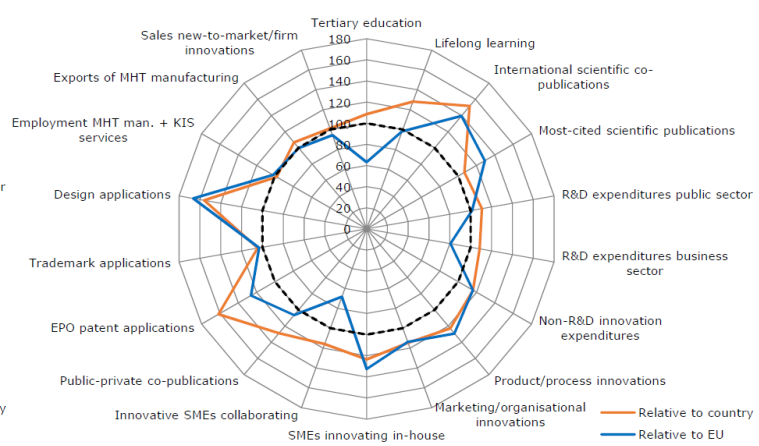 Tertiary education
Sales new-to-market/firm
innovations
Lifelong learning
Exports of MHT manufacturing
International scientific co-
publications
Employment MHT man. + KIS
services
Most-cited scientific publications
Design applications
R&D expenditures public sector
Trademark applications
R&D expenditures business
sector
EPO patent applications
Non-R&D innovation
expenditures
Public-private co-publications
Product/process innovations
Innovative SMEs collaborating
Marketing/organisational
innovations
SMEs innovating in-house
180
160
140
120
100
80
60
40
20
0
Relative to country
Relative to EU
r
y